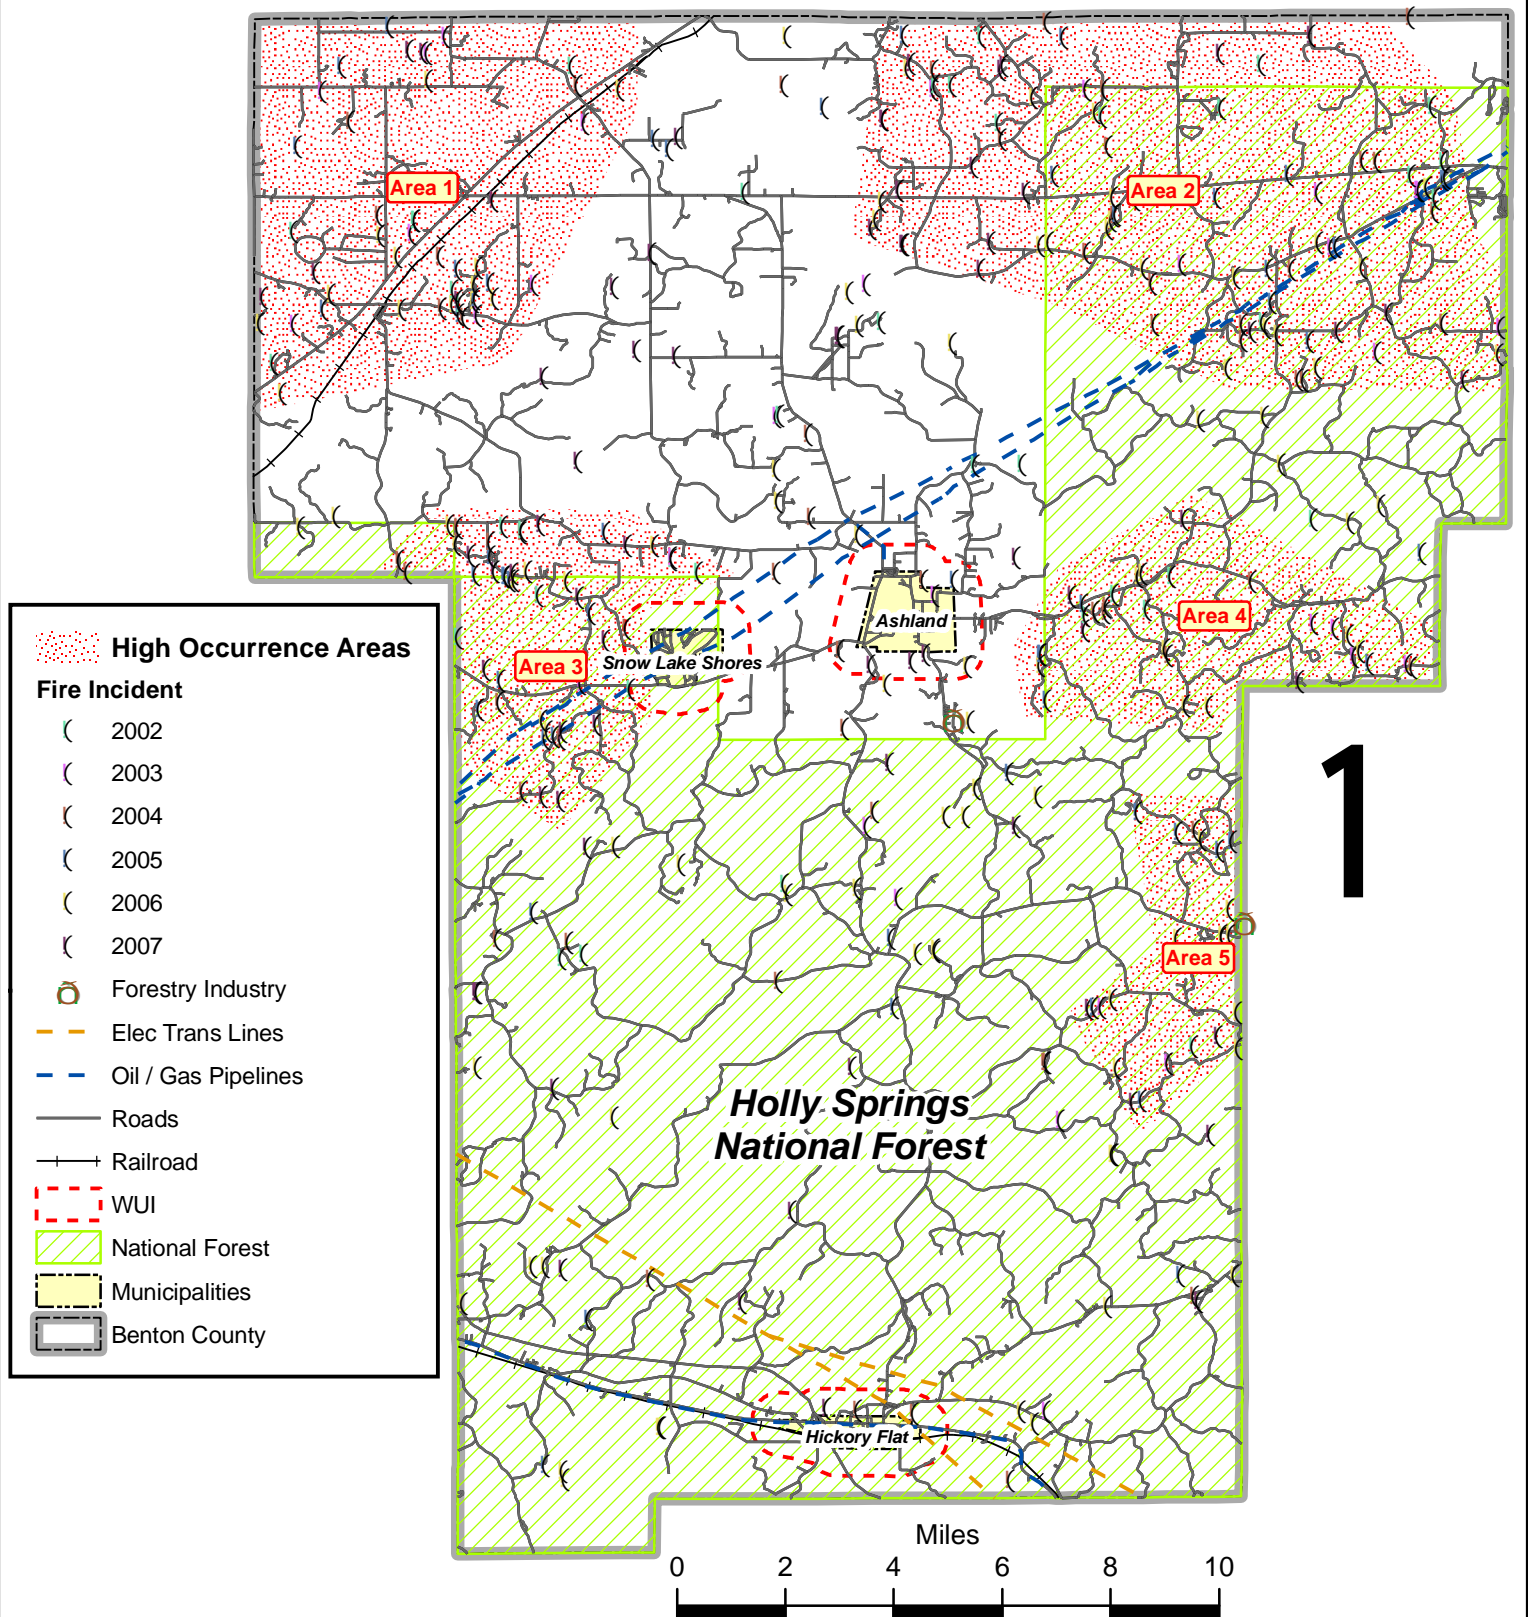 Area 1
Area 2
High Occurrence Areas
Fire Incident
2002
2003
2004
2005
2006
2007
Forestry Industry
Elec Trans Lines
Oil / Gas Pipelines
Roads
Railroad
WUI
National Forest
Municipalities
Benton County
Ashland
Area 4
Snow Lake Shores
Area 3
1
Area 5
Holly Springs
National Forest
Hickory Flat
Miles
0 2 4 6 8 10